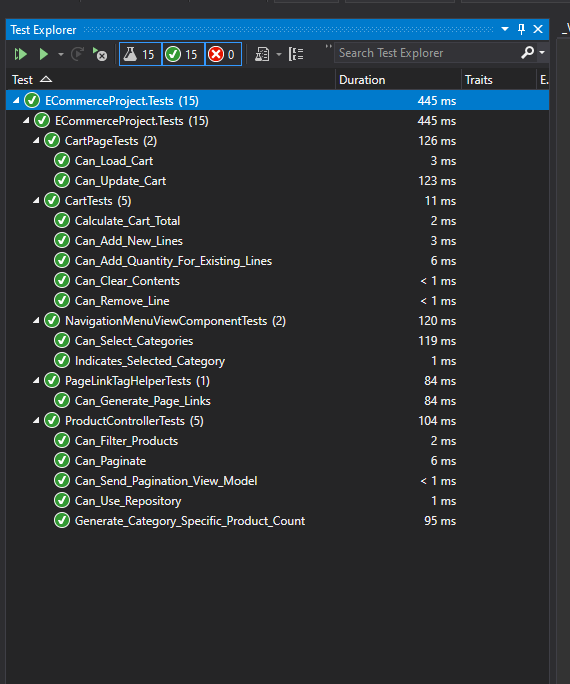 Test Explorer
15 15 0 Search Test Explorer
Test Duration Traits E.
ECommerceProject.Tests (15) 445 ms
ECommerceProject.Tests (15) 445 ms
CartPageTests (2) 126 ms
Can_Load_Cart 3 ms
Can_Update_Cart 123 ms
CartTests (5) 11 ms
Calculate_Cart_Total 2 ms
Can_Add_New_Lines 3 ms
Can_Add_Quantity_For_Existing_Lines 6 ms
Can_Clear_Contents < 1 ms
Can_Remove_Line < 1 ms
NavigationMenuViewComponentTests (2) 120 ms
Can_Select_Categories 119 ms
Indicates_Selected_Category 1 ms
PageLinkTagHelperTests (1) 84 ms
Can_Generate_Page_Links 84 ms
ProductControllerTests (5) 104 ms
Can_Filter_Products 2 ms
Can_Paginate 6 ms
Can_Send_Pagination_View_Model < 1 ms
Can_Use_Repository 1 ms
Generate_Category_Specific_Product_Count 95 ms